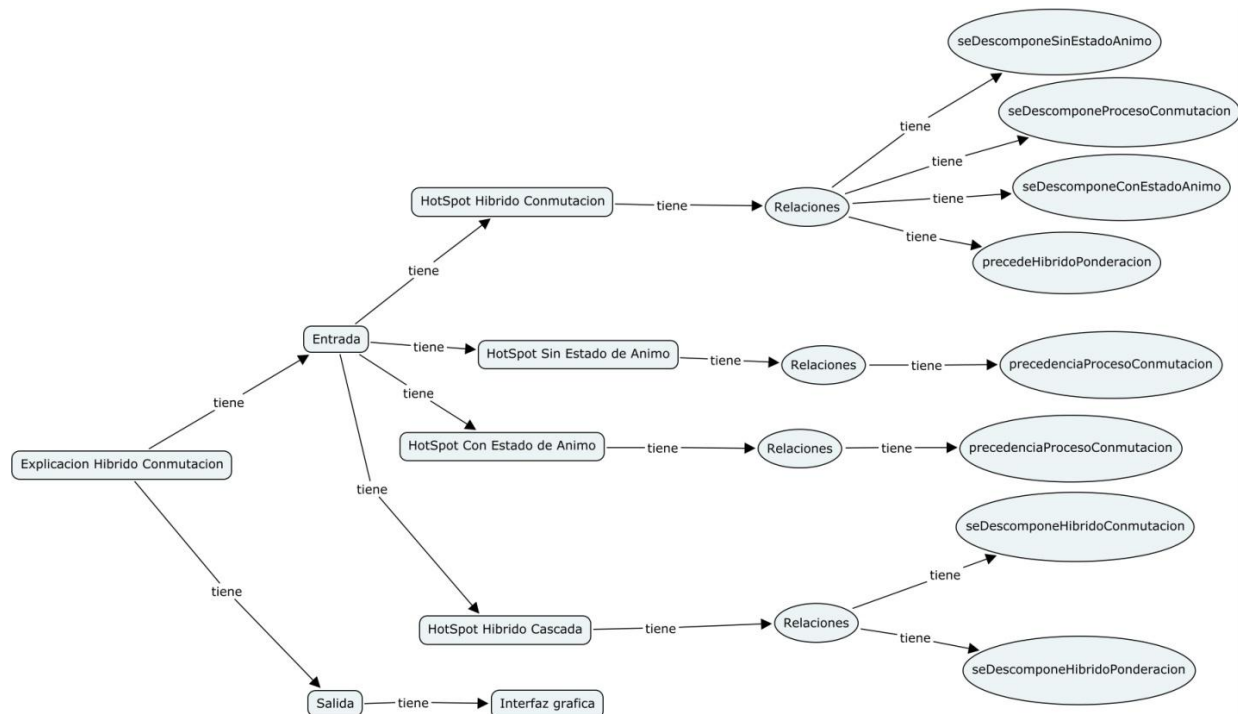 seDescomponeSinEstadoAnimo
tiene
seDescomponeProcesoConmutacion
tiene
seDescomponeConEstadoAnimo
HotSpot Hibrido Conmutacion
tiene
Relaciones
tiene
tiene
precedeHibridoPonderacion
tiene
Entrada
tiene
HotSpot Sin Estado de Animo
tiene
Relaciones
tiene
precedenciaProcesoConmutacion
tiene
tiene
HotSpot Con Estado de Animo
tiene
Relaciones
tiene
precedenciaProcesoConmutacion
Explicacion Hibrido Conmutacion
tiene
seDescomponeHibridoConmutacion
tiene
tiene
HotSpot Hibrido Cascada
tiene
Relaciones
tiene
seDescomponeHibridoPonderacion
Salida
tiene
Interfaz grafica